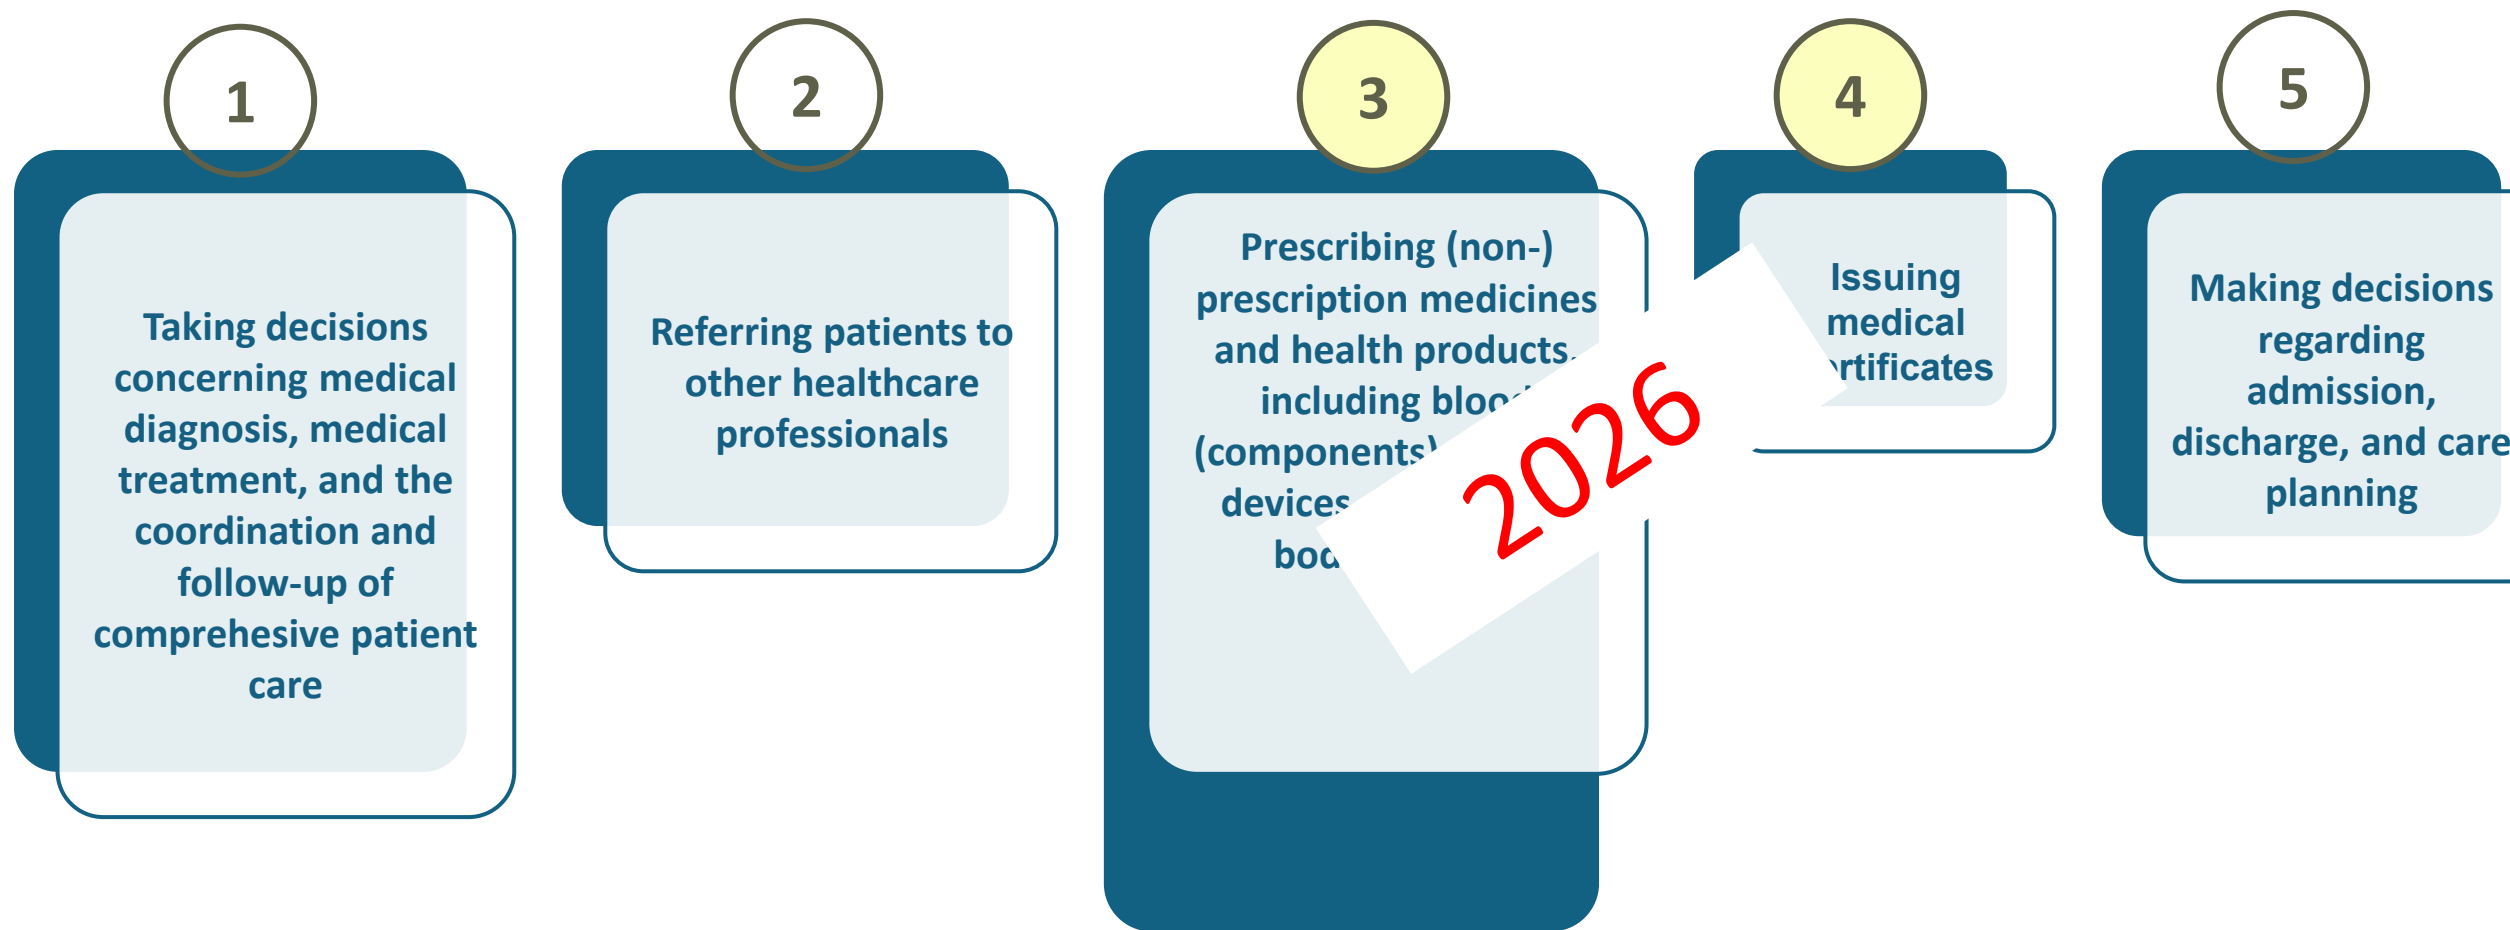 1
Taking decisions
concerning medical
diagnosis, medical
treatment, and the
coordination and
follow-up of
comprehesive patient
care
2
Referring patients to
other healthcare
professionals
3
Prescribing (non-)
prescription medicines
and health products,
including blood
(components)
devices
2026
4
Issuing
medical
5
Making decisions
regarding
admission,
discharge, and care
planning